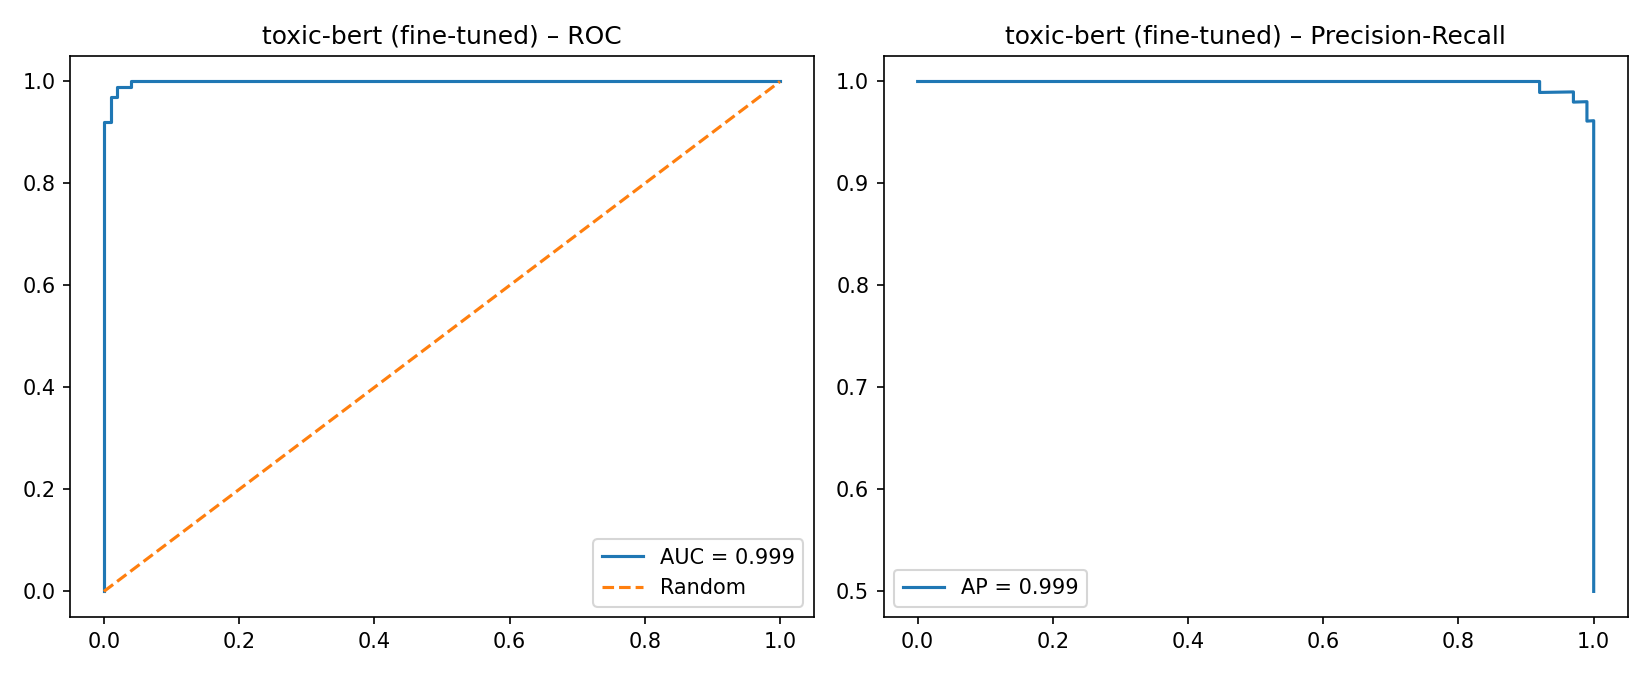 toxic-bert (fine-tuned) – ROC
1.0
0.8
0.6
0.4
0.2
0.0
0.0 0.2 0.4 0.6 0.8 1.0
AUC = 0.999
Random
toxic-bert (fine-tuned) – Precision-Recall
1.0
0.9
0.8
0.7
0.6
0.5
0.0 0.2 0.4 0.6 0.8 1.0
AP = 0.999